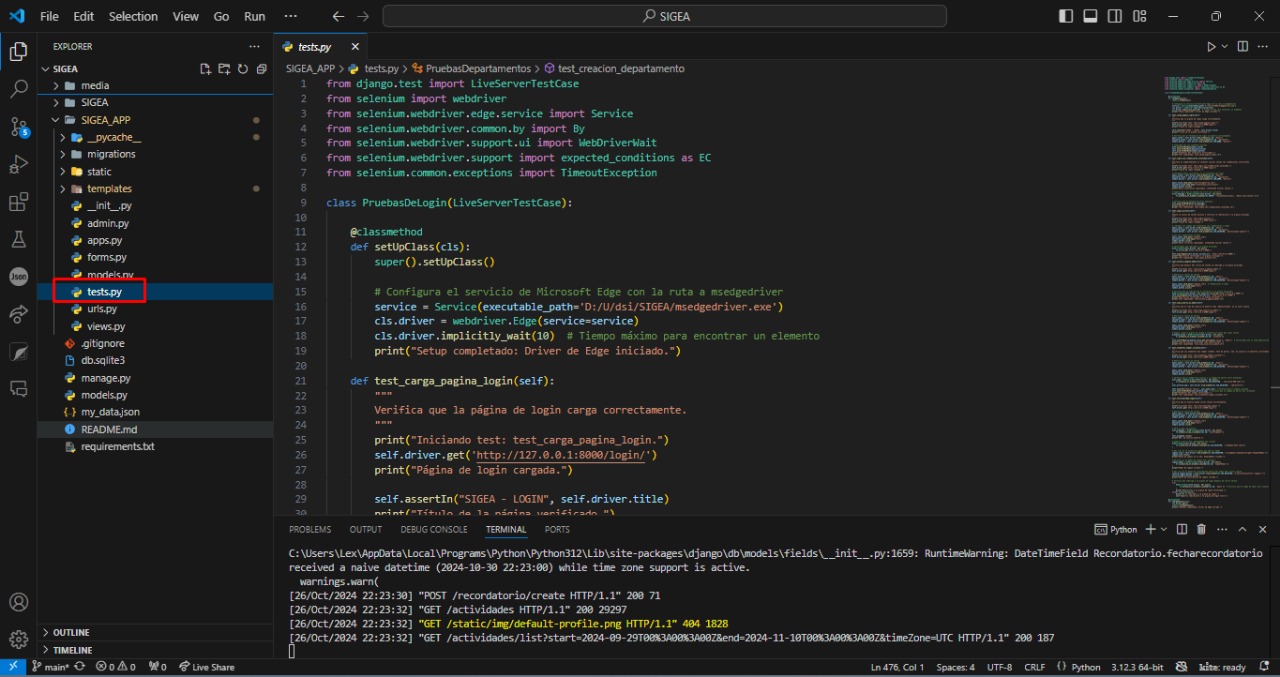 File Edit Selection View Go Run ··· SIGEA
EXPLORER ···
SIGEA
media
SIGEA
SIGEA_APP
__pycache__
migrations
static
templates
__init__.py
admin.py
apps.py
forms.py
models.py
tests.py
urls.py
views.py
.gitignore
db.sqlite3
manage.py
models.py
my_data.json
README.md
requirements.txt
OUTLINE
TIMELINE
5
Json
tests.py
SIGEA_APP > tests.py > PruebasDepartamentos > test_creacion_departamento
1 from django.test import LiveServerTestCase
2 from selenium import webdriver
3 from selenium.webdriver.edge.service import Service
4 from selenium.webdriver.common.by import By
5 from selenium.webdriver.support.ui import WebDriverWait
6 from selenium.webdriver.support import expected_conditions as EC
7 from selenium.common.exceptions import TimeoutException
8
9 class PruebasDeLogin(LiveServerTestCase):
10
11 @classmethod
12 def setUpClass(cls):
13 super().setUpClass()
14
15 # Configura el servicio de Microsoft Edge con la ruta a msedgedriver
16 service = Service(executable_path='D:/U/dsi/SIGEA/msedgedriver.exe')
17 cls.driver = webdriver.Edge(service=service)
18 cls.driver.implicitly_wait(10) # Tiempo máximo para encontrar un elemento
19 print("Setup completado: Driver de Edge iniciado.")
20
21 def test_carga_pagina_login(self):
22 """
23 Verifica que la página de login carga correctamente.
24 """
25 print("Iniciando test: test_carga_pagina_login.")
26 self.driver.get('http://127.0.0.1:8000/login/')
27 print("Página de login cargada.")
28
29 self.assertIn("SIGEA - LOGIN", self.driver.title)
30 print("Título de la página verificado.")
PROBLEMS OUTPUT DEBUG CONSOLE TERMINAL PORTS Python
C:\Users\Lex\AppData\Local\Programs\Python\Python312\Lib\site-packages\django\db\models\fields\__init__.py:1659: RuntimeWarning: DateTimeField Recordatorio.fecharecordatorio
received a naive datetime (2024-10-30 22:23:00) while time zone support is active.
warnings.warn(
[26/Oct/2024 22:23:30] "POST /recordatorio/create HTTP/1.1" 200 71
[26/Oct/2024 22:23:32] "GET /actividades HTTP/1.1" 200 29297
[26/Oct/2024 22:23:32] "GET /static/img/default-profile.png HTTP/1.1" 404 1828
[26/Oct/2024 22:23:32] "GET /actividades/list?start=2024-09-29T00%3A00%3A00Z&end=2024-11-10T00%3A00%3A00Z&timeZone=UTC HTTP/1.1" 200 187
main* 0 0 0 Live Share Ln 476, Col 1 Spaces: 4 UTF-8 CRLF Python 3.12.3 64-bit kite: ready